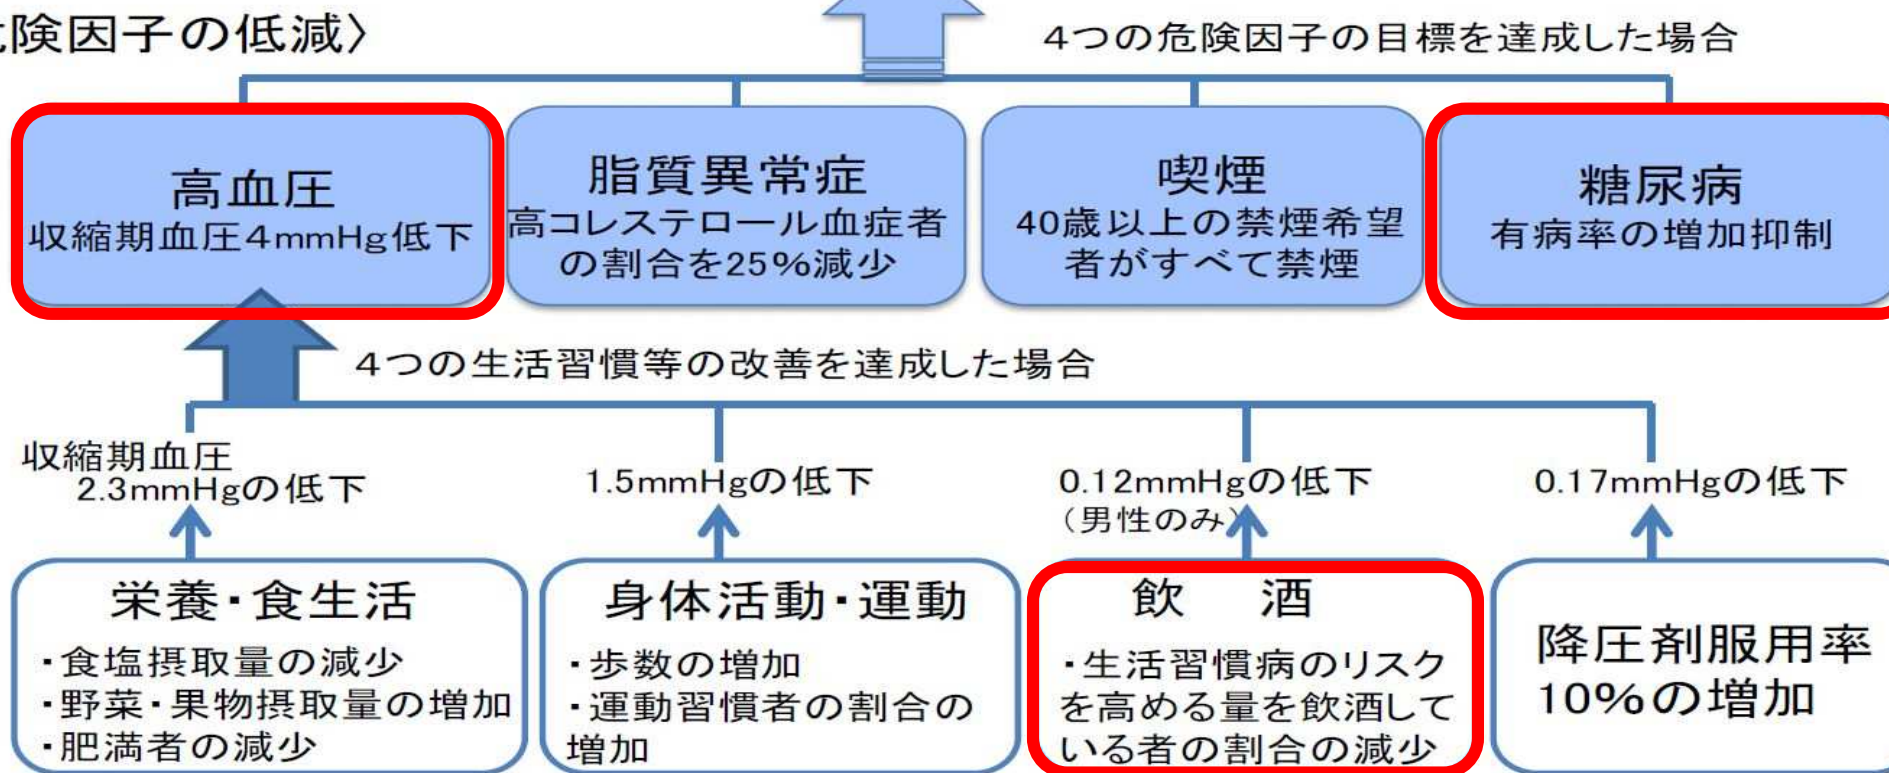 険因子の低減〉
4つの危険因子の目標を達成した場合
高血圧
収縮期血圧4mmHg低下
脂質異常症
高コレステロール血症者
の割合を25%減少
喫煙
40歳以上の禁煙希望
者がすべて禁煙
糖尿病
有病率の増加抑制
4つの生活習慣等の改善を達成した場合
収縮期血圧
2.3mmHgの低下
1.5mmHgの低下
0.12mmHgの低下
（男性のみ）
0.17mmHgの低下
栄養・食生活
・食塩摂取量の減少
・野菜・果物摂取量の増加
・肥満者の減少
身体活動・運動
・歩数の増加
・運動習慣者の割合の
増加
飲　酒
・生活習慣病のリスク
を高める量を飲酒して
いる者の割合の減少
降圧剤服用率
10%の増加